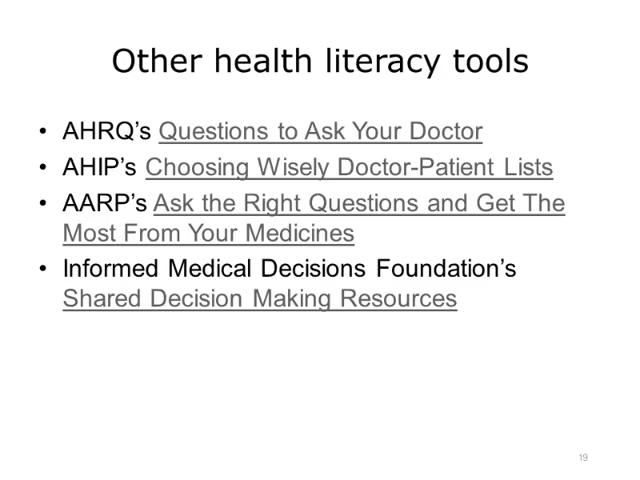 Other health literacy tools
• AHRQ’s Questions to Ask Your Doctor
• AHIP’s Choosing Wisely Doctor-Patient Lists
• AARP’s Ask the Right Questions and Get The
Most From Your Medicines
• Informed Medical Decisions Foundation’s
Shared Decision Making Resources
19